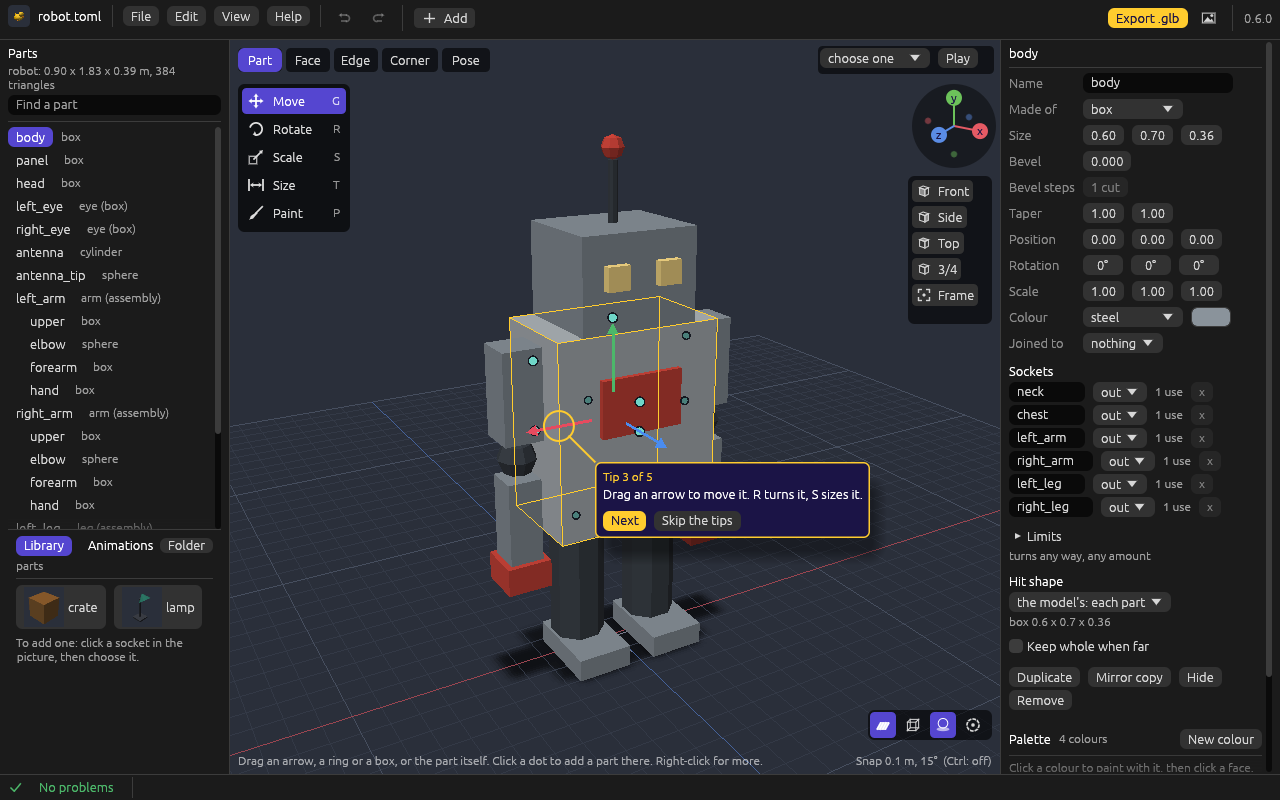 robot.toml File Edit View Help + Add Export .glb 0.6.0
Parts
robot: 0.90 x 1.83 x 0.39 m, 384
triangles
Find a part
body box
panel box
head box
left_eye eye (box)
right_eye eye (box)
antenna cylinder
antenna_tip sphere
left_arm arm (assembly)
upper box
elbow sphere
forearm box
hand box
right_arm arm (assembly)
upper box
elbow sphere
forearm box
hand box
left_leg leg (assembly)
Library Animations Folder
parts
crate lamp
To add one: click a socket in the
picture, then choose it.
Part Face Edge Corner Pose
Move G
Rotate R
Scale S
Size T
Paint P
choose one Play
y
x
z
Front
Side
Top
3/4
Frame
Tip 3 of 5
Drag an arrow to move it. R turns it, S sizes it.
Next Skip the tips
Drag an arrow, a ring or a box, or the part itself. Click a dot to add a part there. Right-click for more.
Snap 0.1 m, 15° (Ctrl: off)
body
Name body
Made of box
Size 0.60 0.70 0.36
Bevel 0.000
Bevel steps 1 cut
Taper 1.00 1.00
Position 0.00 0.00 0.00
Rotation 0° 0° 0°
Scale 1.00 1.00 1.00
Colour steel
Joined to nothing
Sockets
neck out 1 use x
chest out 1 use x
left_arm out 1 use x
right_arm out 1 use x
left_leg out 1 use x
right_leg out 1 use x
Limits
turns any way, any amount
Hit shape
the model's: each part
box 0.6 x 0.7 x 0.36
Keep whole when far
Duplicate Mirror copy Hide
Remove
Palette 4 colours New colour
Click a colour to paint with it, then click a face.
No problems